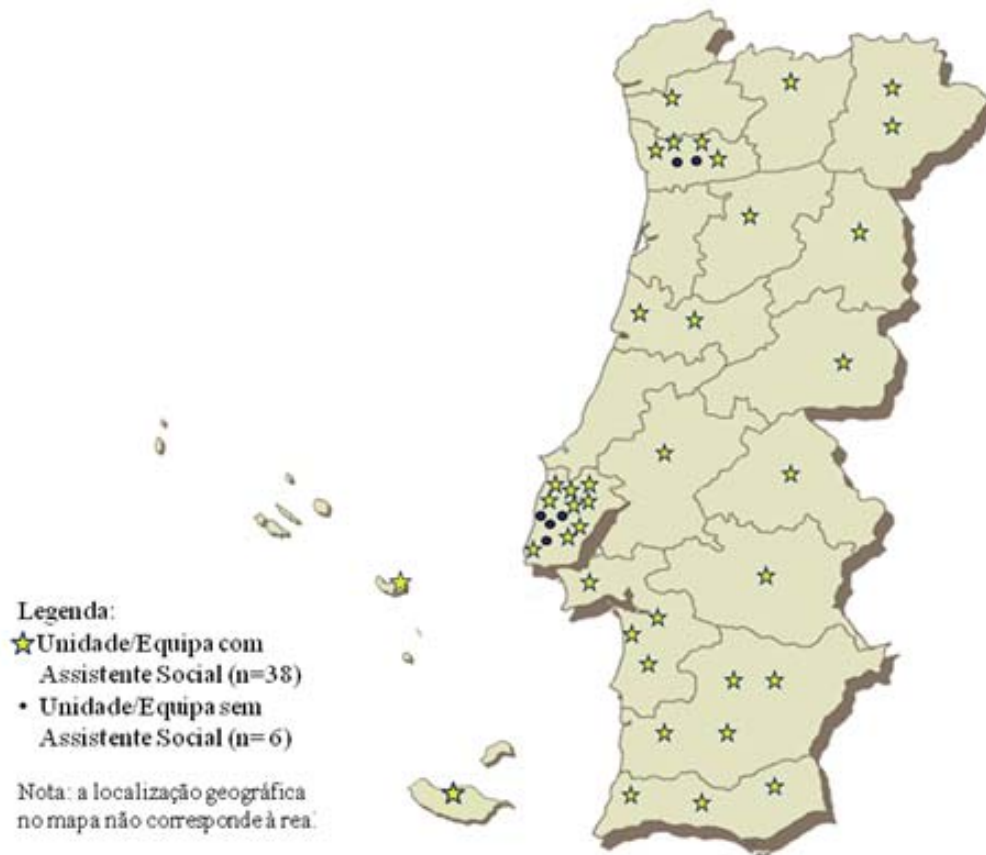 Legenda:
Unidade/Equipa com
Assistente Social (n=38)
• Unidade/Equipa sem
Assistente Social (n= 6)
Nota: a localização geográfica
no mapa não corresponde à rea